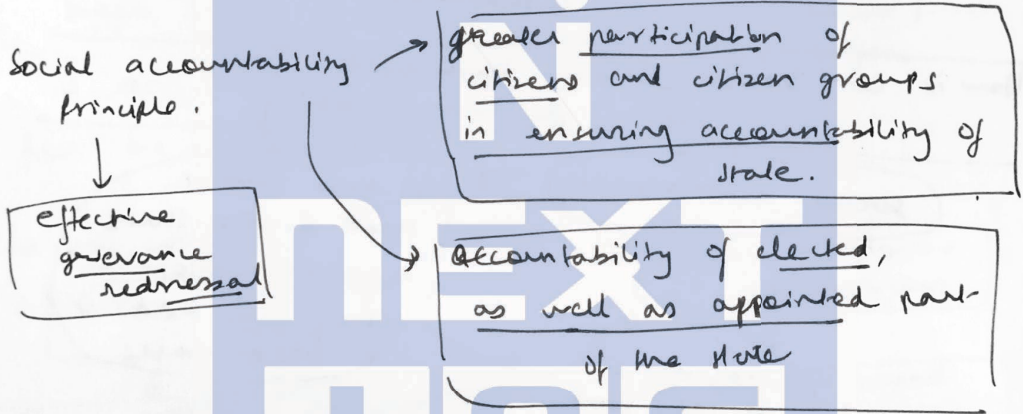 Social accountability
Principle.
effective
grievance
redressal
greater participation of
citizens and citizen groups
in ensuring accountability of
state.
Accountability of elected,
as well as appointed part
of the state
N
NEXT